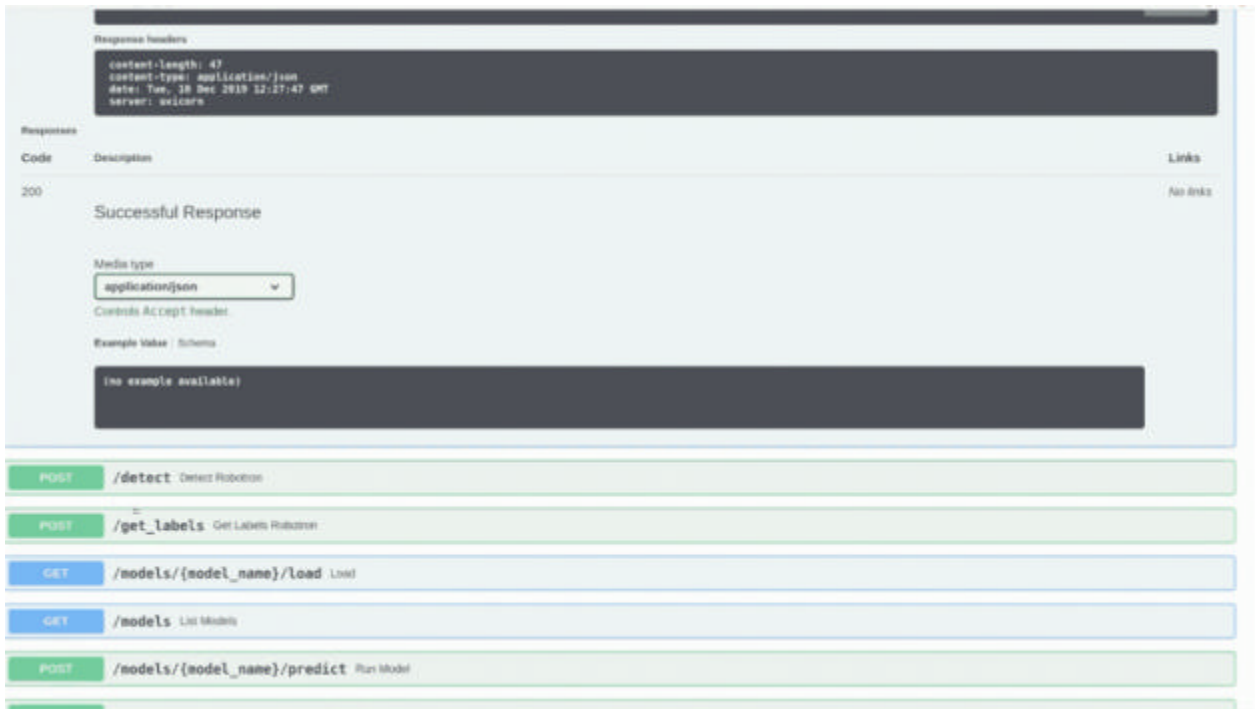 Response headers
content-length: 47
content-type: application/json
date: Tue, 10 Dec 2019 12:27:47 GMT
server: uvicorn
Responses
Code Description Links
200 No links
Successful Response
Media type
application/json
Controls Accept header.
Example Value Schema
(no example available)
POST /detect Detect Robotron
POST /get_labels Get Labels Robotron
GET /models/{model_name}/load Load
GET /models List Models
POST /models/{model_name}/predict Run Model